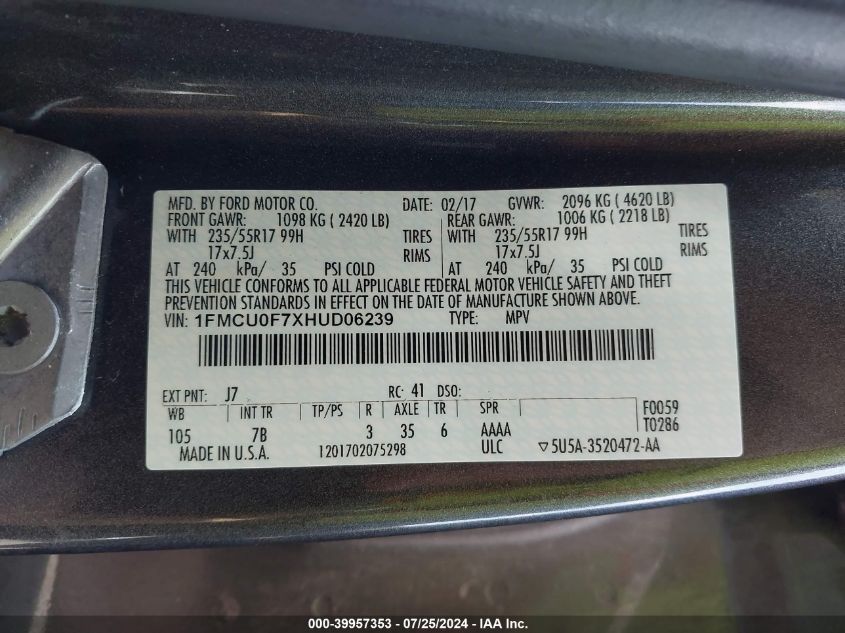 MFD. BY FORD MOTOR CO. DATE: 02/17 GVWR: 2096 KG ( 4620 LB)
FRONT GAWR: 1098 KG ( 2420 LB) REAR GAWR: 1006 KG ( 2218 LB)
WITH 235/55R17 99H TIRES WITH 235/55R17 99H TIRES
17x7.5J RIMS 17x7.5J RIMS
AT 240 kPa/ 35 PSI COLD AT 240 kPa/ 35 PSI COLD
THIS VEHICLE CONFORMS TO ALL APPLICABLE FEDERAL MOTOR VEHICLE SAFETY AND THEFT
PREVENTION STANDARDS IN EFFECT ON THE DATE OF MANUFACTURE SHOWN ABOVE.
VIN: 1FMCU0F7XHUD06239 TYPE: MPV
EXT PNT: J7 RC: 41 DSO:
WB INT TR TP/PS R AXLE TR SPR F0059
105 7B 3 35 6 AAAA T0286
MADE IN U.S.A. 1201702075298 ULC ▽5U5A-3520472-AA
000-39957353 - 07/25/2024 - IAA Inc.